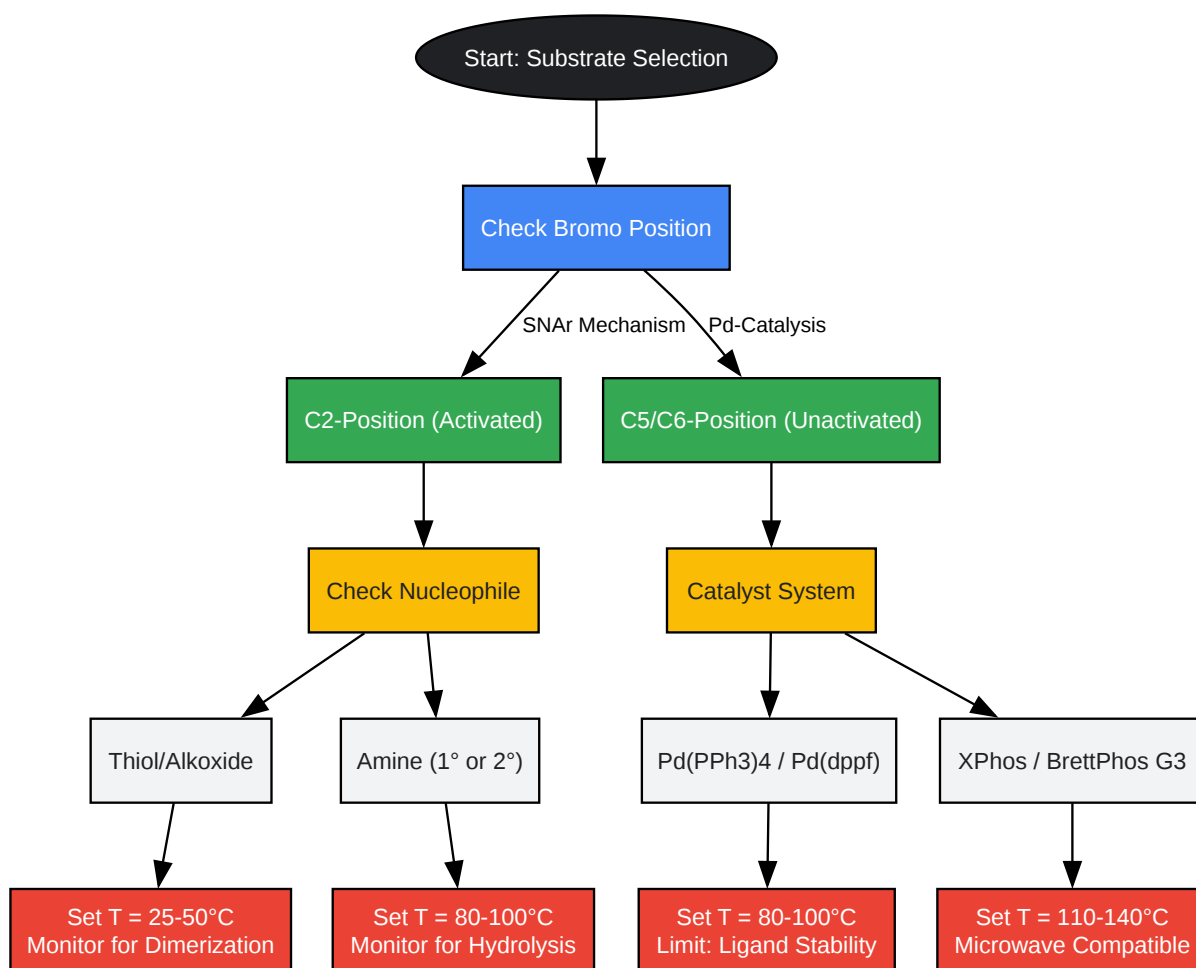 Start: Substrate Selection
Check Bromo Position
SNAr Mechanism
Pd-Catalysis
C2-Position (Activated)
C5/C6-Position (Unactivated)
Check Nucleophile
Catalyst System
Thiol/Alkoxide
Amine (1° or 2°)
Pd(PPh3)4 / Pd(dppf)
XPhos / BrettPhos G3
Set T = 25-50°C
Monitor for Dimerization
Set T = 80-100°C
Monitor for Hydrolysis
Set T = 80-100°C
Limit: Ligand Stability
Set T = 110-140°C
Microwave Compatible